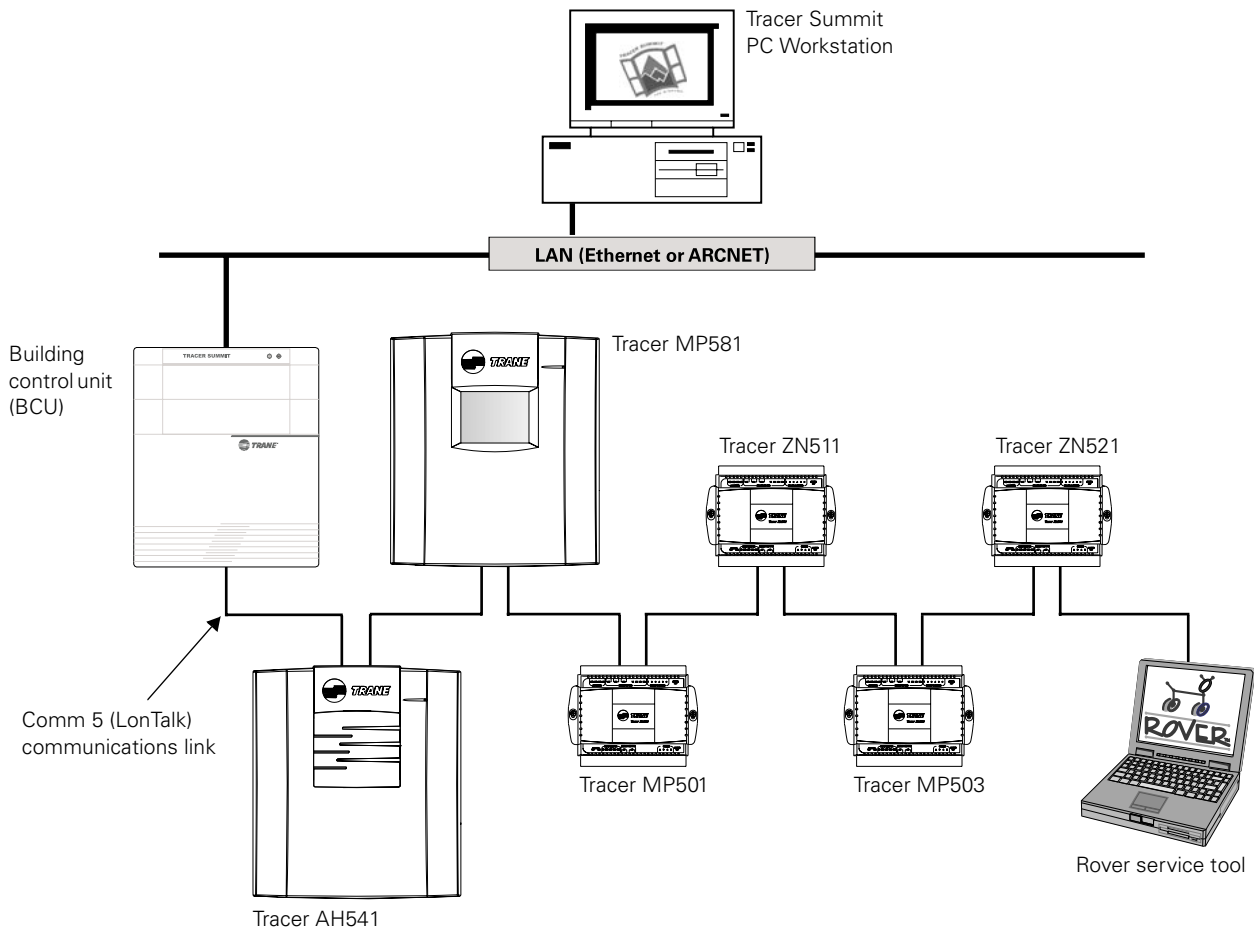 Tracer Summit
PC Workstation
TRACER SUMMIT
LAN (Ethernet or ARCNET)
Building
control unit
(BCU)
TRACER SUMMIT
TRANE
TRANE
Tracer MP581
Tracer ZN511
Tracer ZN521
Comm 5 (LonTalk)
communications link
TRANE
Tracer AH541
Tracer MP501
Tracer MP503
ROVER
Rover service tool